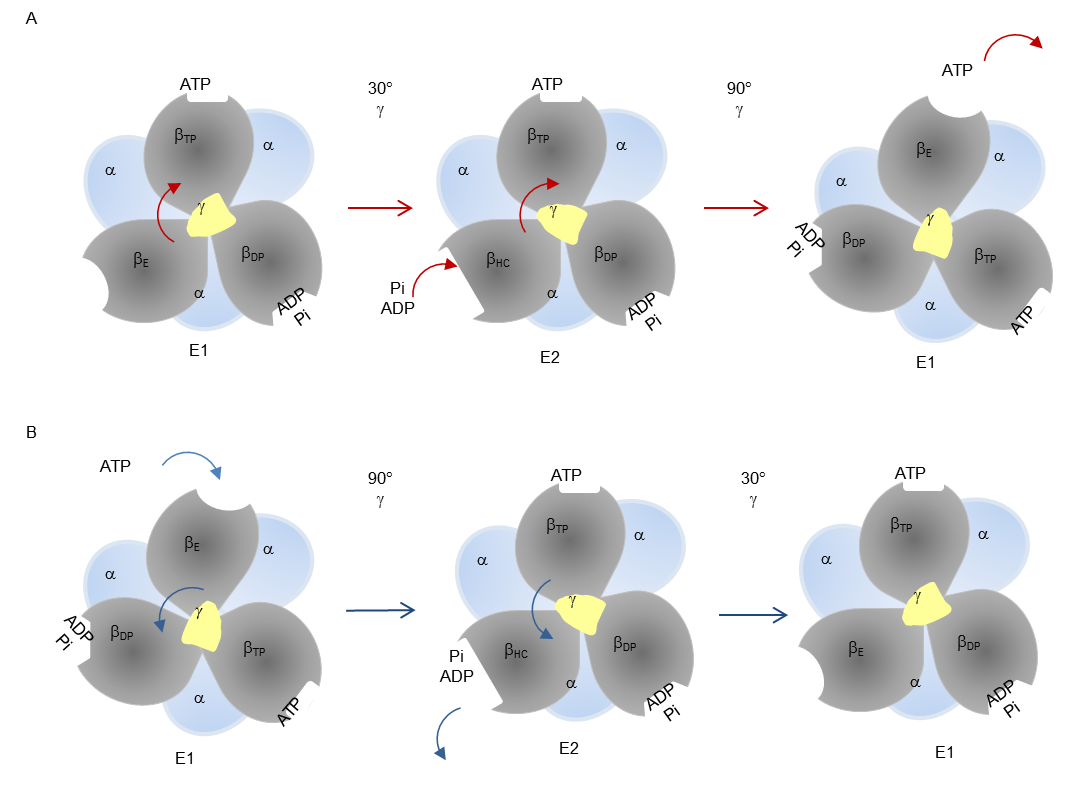 A
ATP
30°
γ
ATP
90°
γ
ATP
βTP
α
α
γ
βE
βDP
α
ADP
Pi
E1
βTP
α
α
γ
βHC
βDP
α
Pi
ADP
ADP
Pi
E2
βE
α
α
γ
βDP
βTP
α
ADP
Pi
ATP
E1
B
ATP
90°
γ
ATP
30°
γ
ATP
βE
α
α
γ
βDP
βTP
α
ADP
Pi
ATP
E1
βTP
α
α
γ
βHC
βDP
α
Pi
ADP
ADP
Pi
E2
βTP
α
α
γ
βE
βDP
α
ADP
Pi
E1